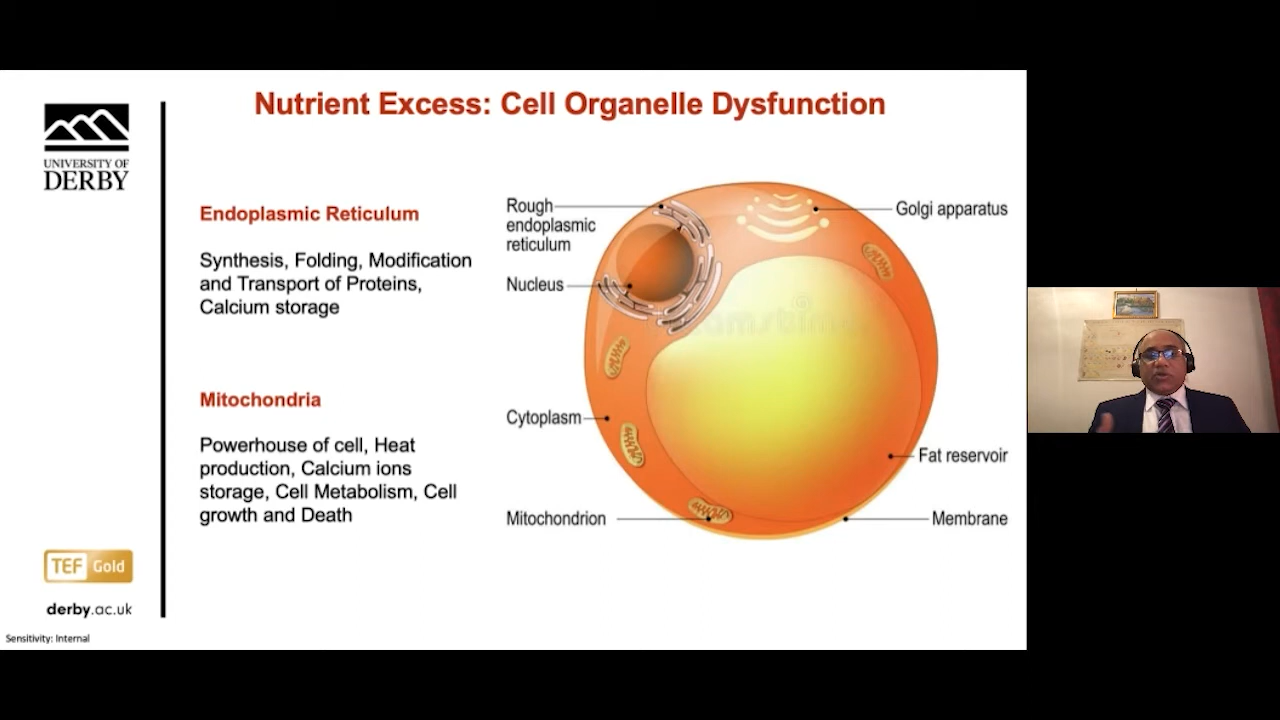 Nutrient Excess: Cell Organelle Dysfunction
UNIVERSITY OF
DERBY
Endoplasmic Reticulum
Synthesis, Folding, Modification
and Transport of Proteins,
Calcium storage
Mitochondria
Powerhouse of cell, Heat
production, Calcium ions
storage, Cell Metabolism, Cell
growth and Death
Rough
endoplasmic
reticulum
Nucleus
Cytoplasm
Mitochondrion
Golgi apparatus
Fat reservoir
Membrane
TEF Gold
derby.ac.uk
Sensitivity: Internal